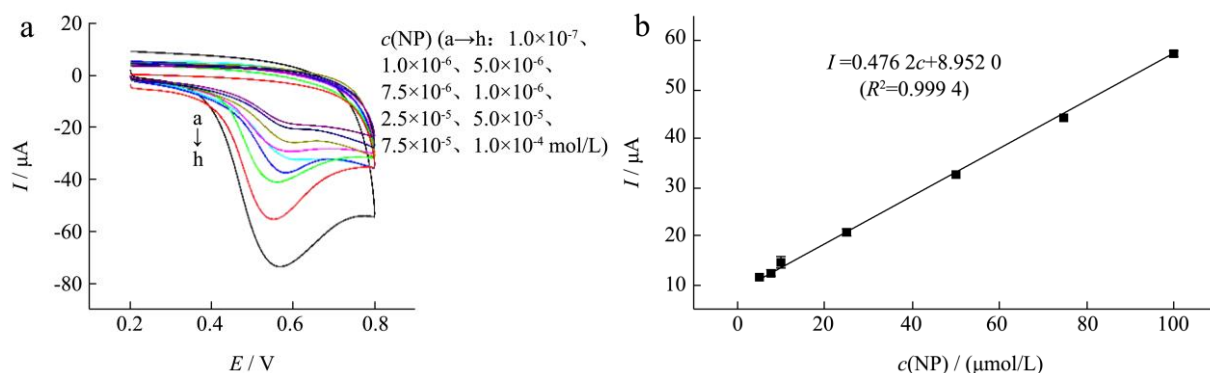 a
20
0
-20
-40
-60
-80
I / μA
0.2 0.4 0.6 0.8
E / V
a
↓
h
c(NP) (a→h: 1.0×10⁻⁷、
1.0×10⁻⁶、5.0×10⁻⁶、
7.5×10⁻⁶、1.0×10⁻⁶、
2.5×10⁻⁵、5.0×10⁻⁵、
7.5×10⁻⁵、1.0×10⁻⁴ mol/L)
b
60
50
40
30
20
10
I / μA
I =0.476 2c+8.952 0
(R²=0.999 4)
0 20 40 60 80 100
c(NP) / (μmol/L)